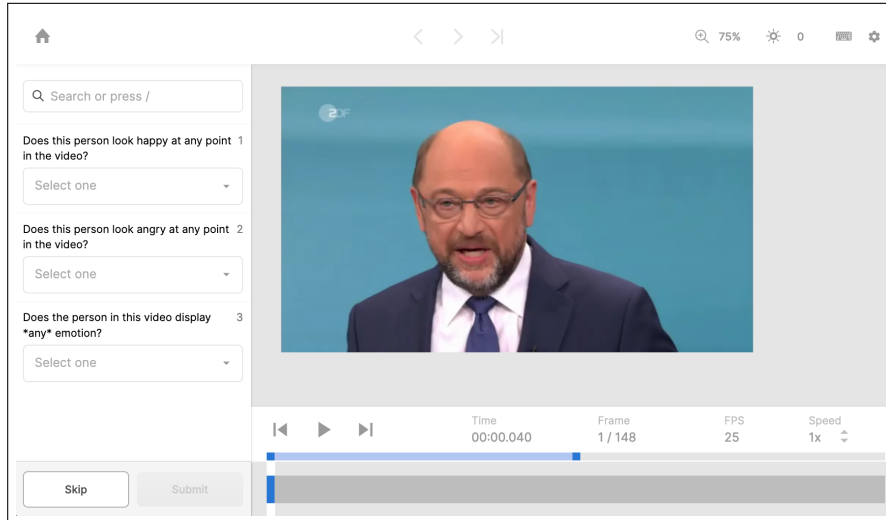 75%
0
Search or press /
Does this person look happy at any point 1
in the video?
Select one
Does this person look angry at any point 2
in the video?
Select one
Does the person in this video display 3
*any* emotion?
Select one
ZDF
Time Frame FPS Speed
00:00.040 1 / 148 25 1x
Skip Submit